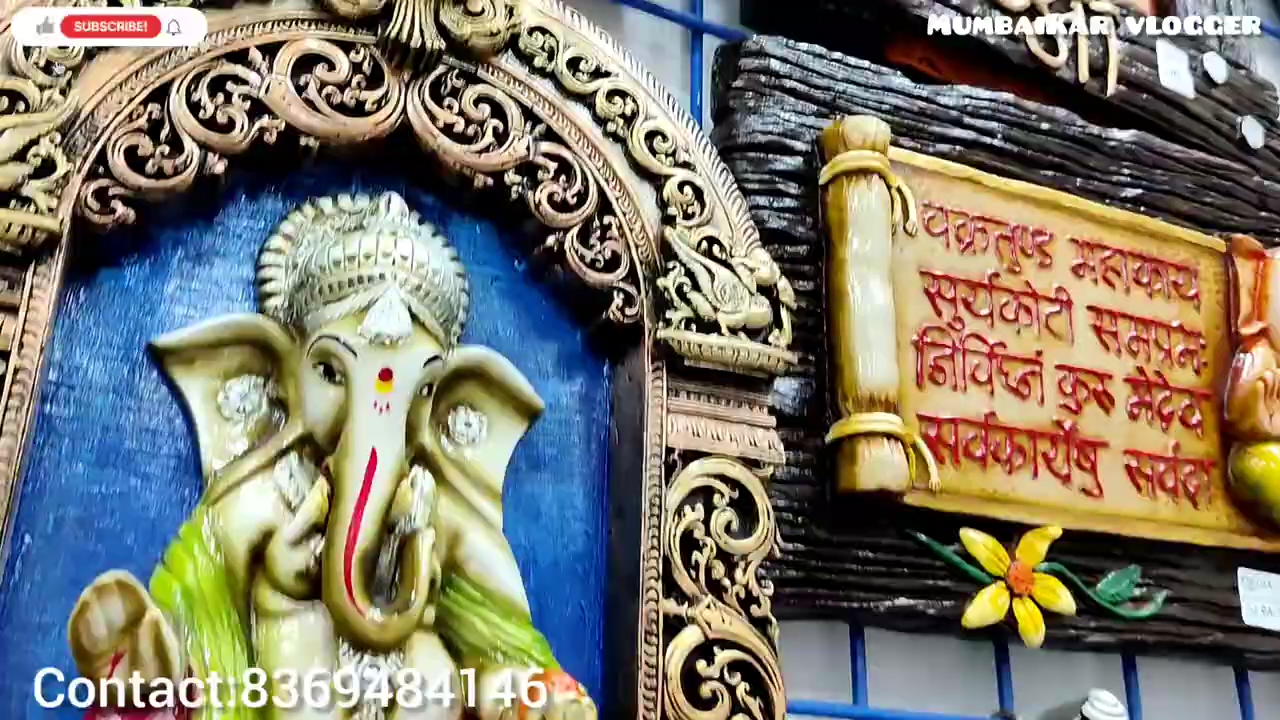 SUBSCRIBE!
MUMBAIKAR VLOGGER
वक्रतुण्ड महाकाय
सुर्यकोटी समप्रभः
निर्विघ्नं कुरु मेदेव
सर्वकार्येषु सर्वदा
Contact:8369484146